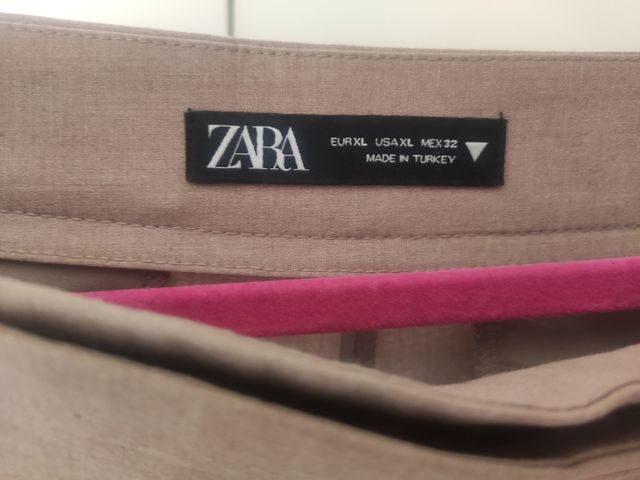 ZARA
EUR XL USA XL MEX 32
MADE IN TURKEY